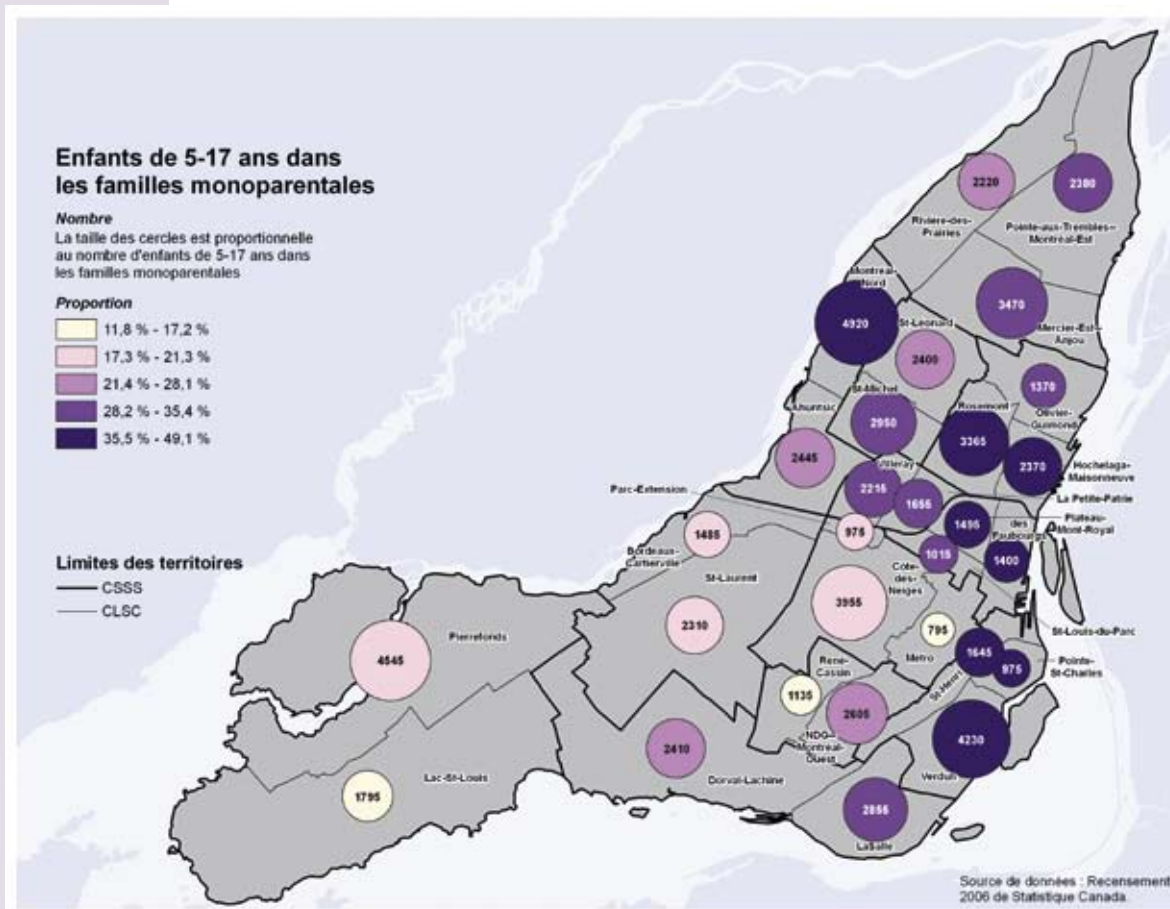 Enfants de 5-17 ans dans
les familles monoparentales
Nombre
La taille des cercles est proportionnelle
au nombre d'enfants de 5-17 ans dans
les familles monoparentales
Proportion
11,8 % - 17,2 %
17,3 % - 21,3 %
21,4 % - 28,1 %
28,2 % - 35,4 %
35,5 % - 49,1 %
Limites des territoires
CSSS
CLSC
2220
2380
Rivière-des-
Prairies
Pointe-aux-Trembles–
Montréal-Est
Montréal-
Nord
3470
4920
St-Léonard
Mercier-Est–
Anjou
2400
1370
St-Michel
Ahuntsic
Rosemont
Olivier-
Guimond
2950
3365
2445
2370
Hochelaga-
Maisonneuve
Villeray
Parc-Extension
2215
1655
La Petite-Patrie
1495
des
Faubourgs
Plateau-
Mont-Royal
975
1485
Bordeaux-
Cartierville
1015
1400
St-Laurent
Côte-
des-
Neiges
3955
2310
795
St-Louis-du-Parc
Pierrefonds
4545
Métro
1645
975
Pointe-
St-Charles
René-
Cassin
1135
St-Henri
2605
NDG–
Montréal-
Ouest
4230
2410
Dorval-Lachine
Verdun
Lac-St-Louis
1795
2855
LaSalle
Source de données : Recensement
2006 de Statistique Canada.